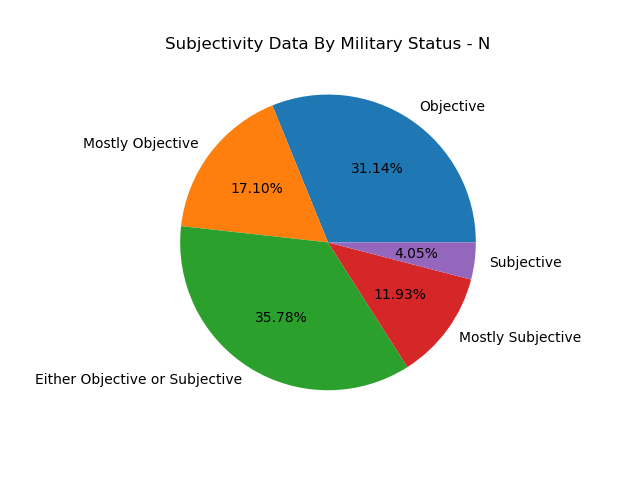 Subjectivity Data By Military Status - N
Objective
31.14%
Mostly Objective
17.10%
Either Objective or Subjective
35.78%
Mostly Subjective
11.93%
Subjective
4.05%